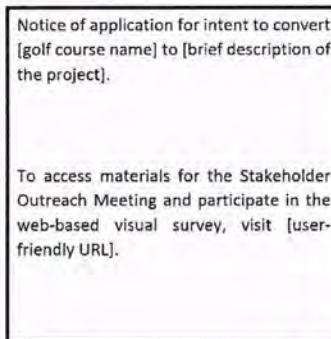 Notice of application for intent to convert
[golf course name] to [brief description of
the project].
To access materials for the Stakeholder
Outreach Meeting and participate in the
web-based visual survey, visit [user-
friendly URL].